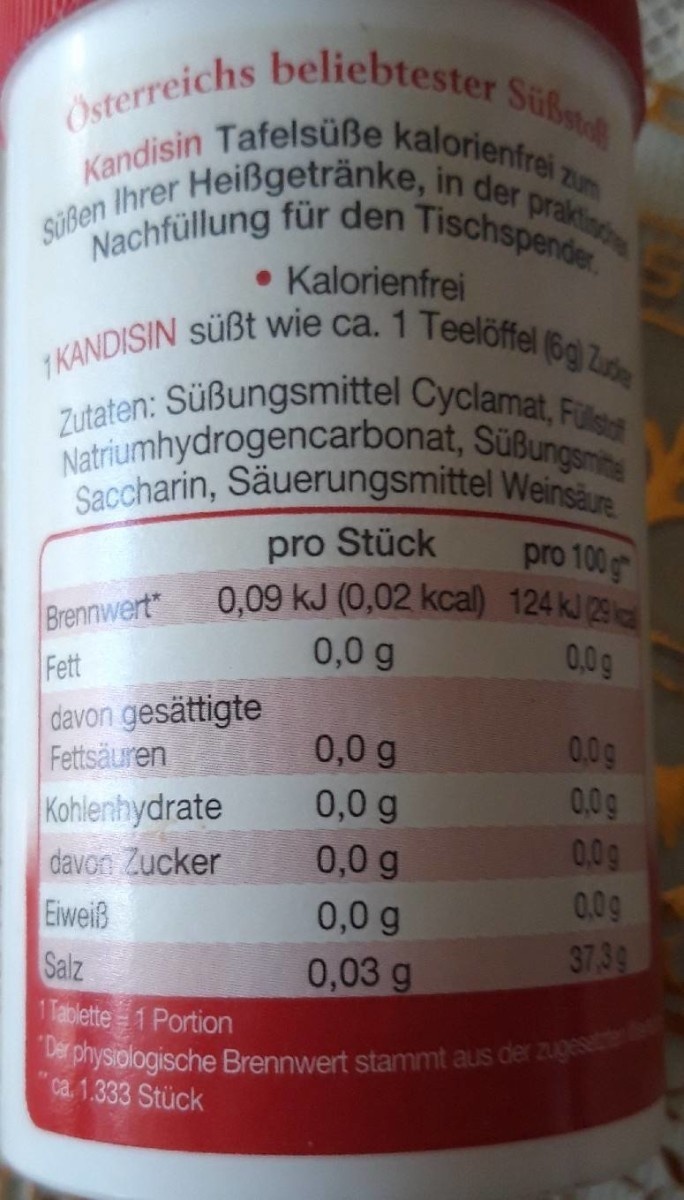 Österreichs beliebtester Süßstoff
Kandisin Tafelsüße kalorienfrei zum
Süßen Ihrer Heißgetränke, in der praktischen
Nachfüllung für den Tischspender.
• Kalorienfrei
1 KANDISIN süßt wie ca. 1 Teelöffel (6g) Zucker
Zutaten: Süßungsmittel Cyclamat, Füllstoff
Natriumhydrogencarbonat, Süßungsmittel
Saccharin, Säuerungsmittel Weinsäure.
pro Stück pro 100 g**
Brennwert* 0,09 kJ (0,02 kcal) 124 kJ (29 kcal)
Fett 0,0 g 0,0 g
davon gesättigte
Fettsäuren 0,0 g 0,0 g
Kohlenhydrate 0,0 g 0,0 g
davon Zucker 0,0 g 0,0 g
Eiweiß 0,0 g 0,0 g
Salz 0,03 g 37,3 g
1 Tablette = 1 Portion
*Der physiologische Brennwert stammt aus der
**ca. 1.333 Stück